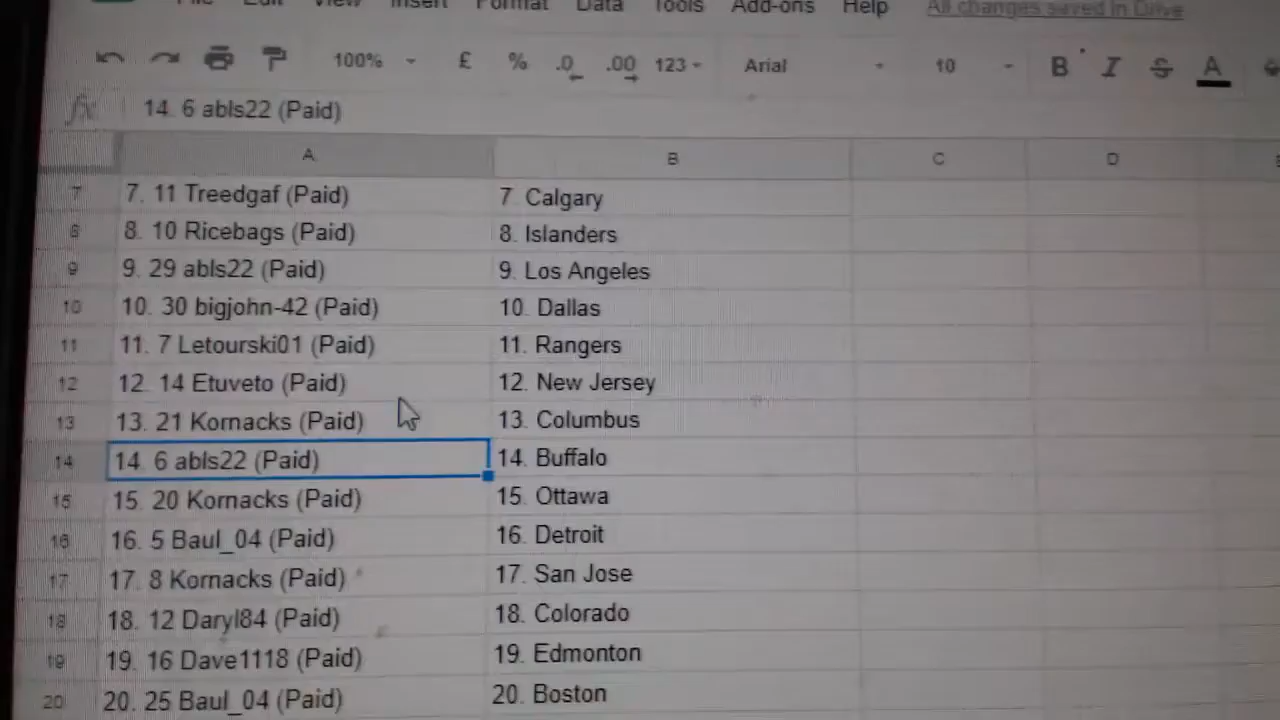 File Edit View Insert Format Data Tools Add-ons Help All changes saved in Drive
100% £ % .0 .00 123 Arial 10 B I S A
fx 14. 6 abls22 (Paid)
A B C D
7 7. 11 Treedgaf (Paid) 7 Calgary
8 8. 10 Ricebags (Paid) 8. Islanders
9 9. 29 abls22 (Paid) 9. Los Angeles
10 10. 30 bigjohn-42 (Paid) 10. Dallas
11 11. 7 Letourski01 (Paid) 11. Rangers
12 12. 14 Etuveto (Paid) 12. New Jersey
13 13. 21 Kornacks (Paid) 13. Columbus
14 14. 6 abls22 (Paid) 14. Buffalo
15 15. 20 Kornacks (Paid) 15. Ottawa
16 16. 5 Baul_04 (Paid) 16. Detroit
17 17. 8 Kornacks (Paid) 17. San Jose
18 18. 12 Daryl84 (Paid) 18. Colorado
19 19. 16 Dave1118 (Paid) 19. Edmonton
20 20. 25 Baul_04 (Paid) 20. Boston